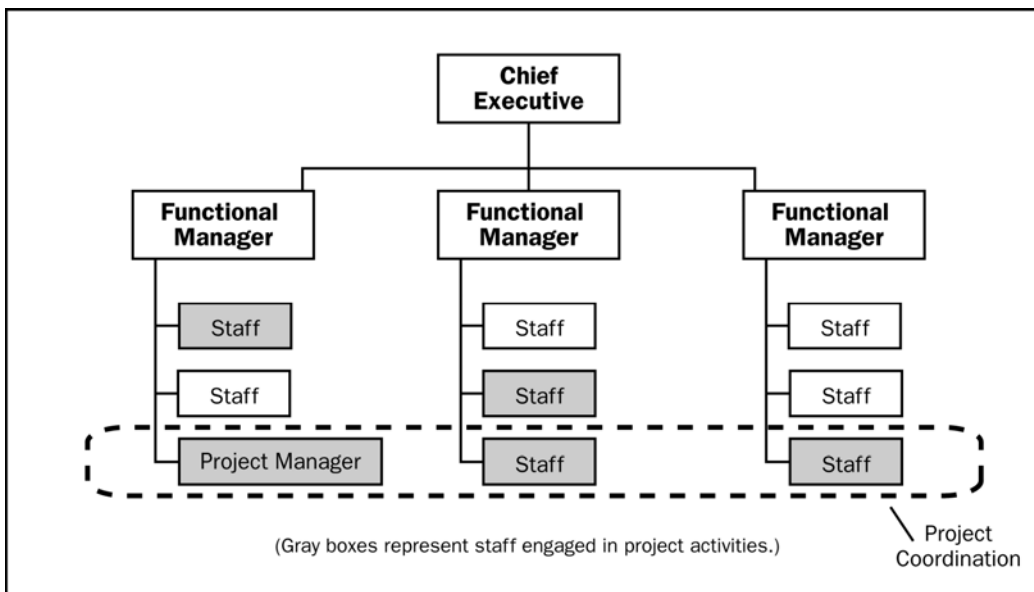 Chief
Executive
Functional
Manager
Functional
Manager
Functional
Manager
Staff
Staff
Staff
Staff
Staff
Staff
Project Manager
Staff
Staff
(Gray boxes represent staff engaged in project activities.)
Project
Coordination